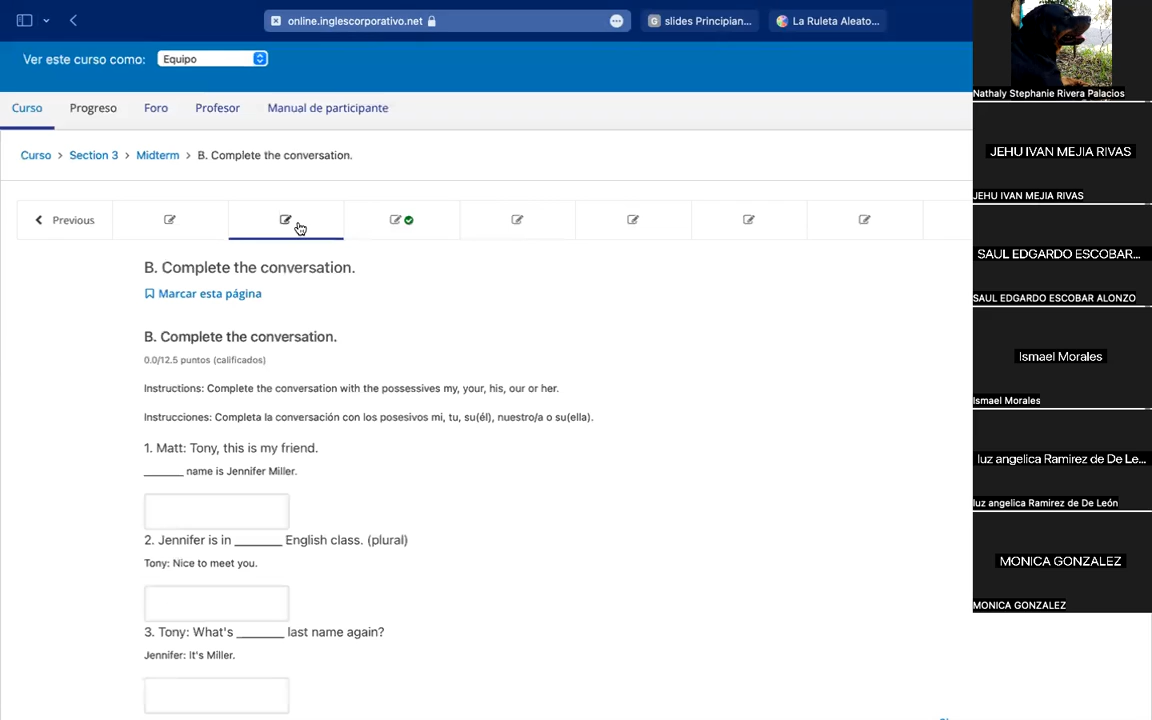 online.inglescorporativo.net
slides Principian...
La Ruleta Aleato...
Ver este curso como:
Equipo
Curso
Progreso
Foro
Profesor
Manual de participante
Curso > Section 3 > Midterm > B. Complete the conversation.
Previous
B. Complete the conversation.
Marcar esta página
B. Complete the conversation.
0.0/12.5 puntos (calificados)
Instructions: Complete the conversation with the possessives my, your, his, our or her.
Instrucciones: Completa la conversación con los posesivos mi, tu, su(él), nuestro/a o su(ella).
1. Matt: Tony, this is my friend.
_______ name is Jennifer Miller.
2. Jennifer is in _______ English class. (plural)
Tony: Nice to meet you.
3. Tony: What's _______ last name again?
Jennifer: It's Miller.
Nathaly Stephanie Rivera Palacios
JEHU IVAN MEJIA RIVAS
JEHU IVAN MEJIA RIVAS
SAUL EDGARDO ESCOBAR...
SAUL EDGARDO ESCOBAR ALONZO
Ismael Morales
Ismael Morales
luz angelica Ramirez de De Le...
luz angelica Ramirez de De León
MONICA GONZALEZ
MONICA GONZALEZ